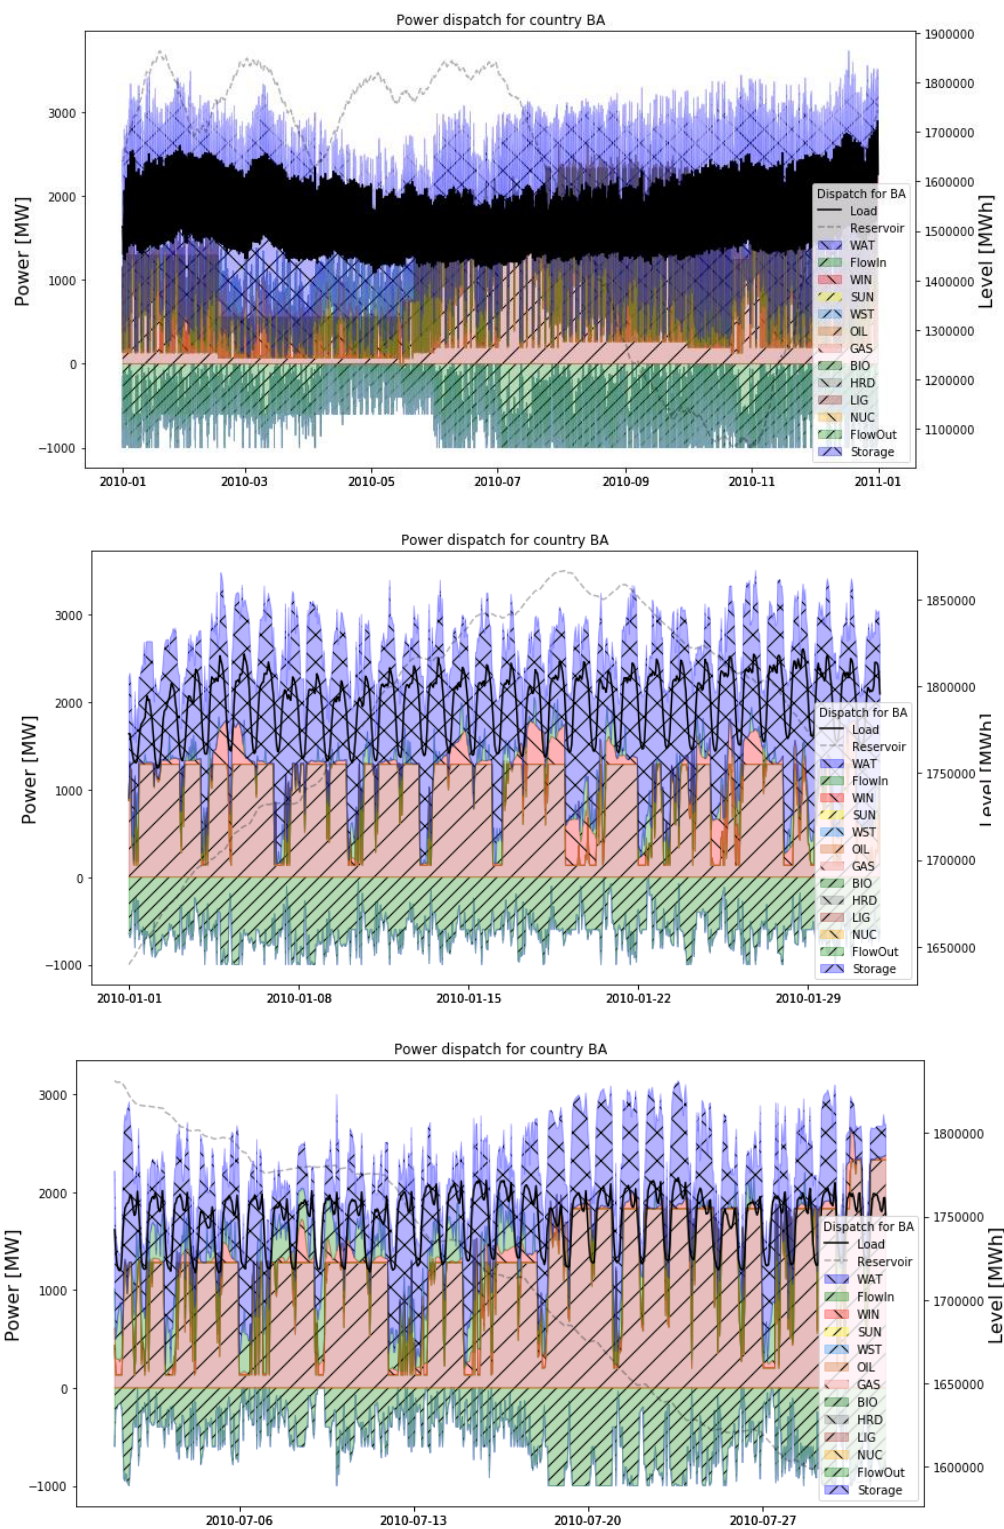 Power dispatch for country BA
1900000
1800000
1700000
1600000
1500000
1400000
1300000
1200000
1100000
Level [MWh]
3000
2000
1000
0
−1000
Power [MW]
Dispatch for BA
Load
Reservoir
WAT
FlowIn
WIN
SUN
WST
OIL
GAS
BIO
HRD
LIG
NUC
FlowOut
Storage
2010-01 2010-03 2010-05 2010-07 2010-09 2010-11 2011-01
Power dispatch for country BA
3000
2000
1000
0
−1000
Power [MW]
1850000
1800000
1750000
1700000
1650000
Level [MWh]
Dispatch for BA
Load
Reservoir
WAT
FlowIn
WIN
SUN
WST
OIL
GAS
BIO
HRD
LIG
NUC
FlowOut
Storage
2010-01-01 2010-01-08 2010-01-15 2010-01-22 2010-01-29
Power dispatch for country BA
3000
2000
1000
0
−1000
Power [MW]
1800000
1750000
1700000
1650000
1600000
Level [MWh]
Dispatch for BA
Load
Reservoir
WAT
FlowIn
WIN
SUN
WST
OIL
GAS
BIO
HRD
LIG
NUC
FlowOut
Storage
2010-07-06 2010-07-13 2010-07-20 2010-07-27